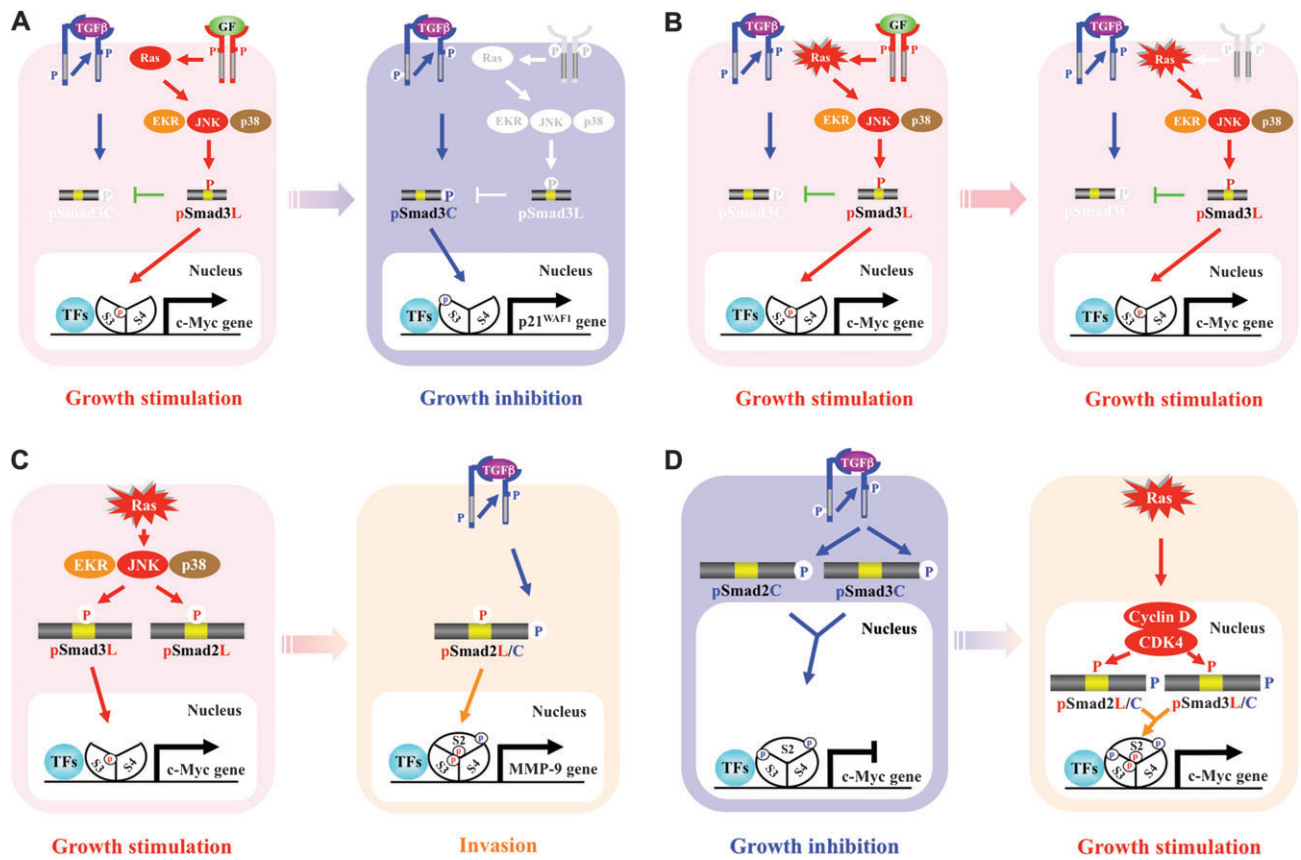 A
TGFβ
GF
P
P
P
P
Ras
EKR
JNK
p38
P
P
pSmad3C
pSmad3L
Nucleus
TFs
S3
P
S4
c-Myc gene
Growth stimulation
TGFβ
P
P
P
P
Ras
EKR
JNK
p38
P
P
pSmad3C
pSmad3L
Nucleus
TFs
P
S3
S4
p21WAF1 gene
Growth inhibition
B
TGFβ
GF
P
P
P
P
Ras
EKR
JNK
p38
P
P
pSmad3C
pSmad3L
Nucleus
TFs
S3
P
S4
c-Myc gene
Growth stimulation
TGFβ
P
P
P
P
Ras
EKR
JNK
p38
P
P
pSmad3C
pSmad3L
Nucleus
TFs
S3
P
S4
c-Myc gene
Growth stimulation
C
Ras
EKR
JNK
p38
P
P
pSmad3L
pSmad2L
Nucleus
TFs
S3
P
S4
c-Myc gene
Growth stimulation
TGFβ
P
P
P
P
pSmad2L/C
Nucleus
TFs
S2
P
P
P
S3
S4
MMP-9 gene
Invasion
D
TGFβ
P
P
P
P
pSmad2C
pSmad3C
Nucleus
TFs
P
S2
P
S3
S4
c-Myc gene
Growth inhibition
Ras
Cyclin D
CDK4
Nucleus
P
P
P
P
pSmad2L/C
pSmad3L/C
TFs
P
S2
P
P
P
S3
S4
c-Myc gene
Growth stimulation